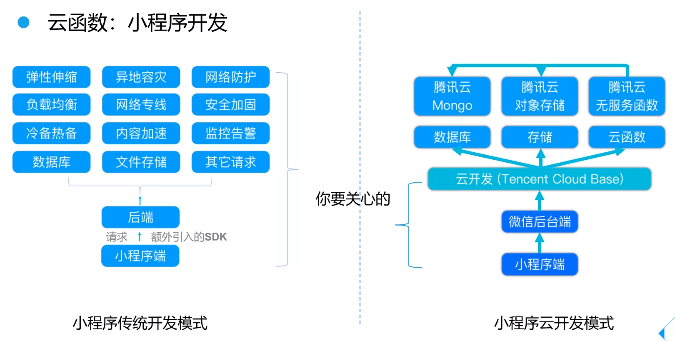 云函数：小程序开发
弹性伸缩 异地容灾 网络防护
负载均衡 网络专线 安全加固
冷备热备 内容加速 监控告警
数据库 文件存储 其它请求
后端
请求 额外引入的SDK
小程序端
小程序传统开发模式
你要关心的
腾讯云 腾讯云 腾讯云
Mongo 对象存储 无服务函数
数据库 存储 云函数
云开发 (Tencent Cloud Base)
微信后台端
小程序端
小程序云开发模式